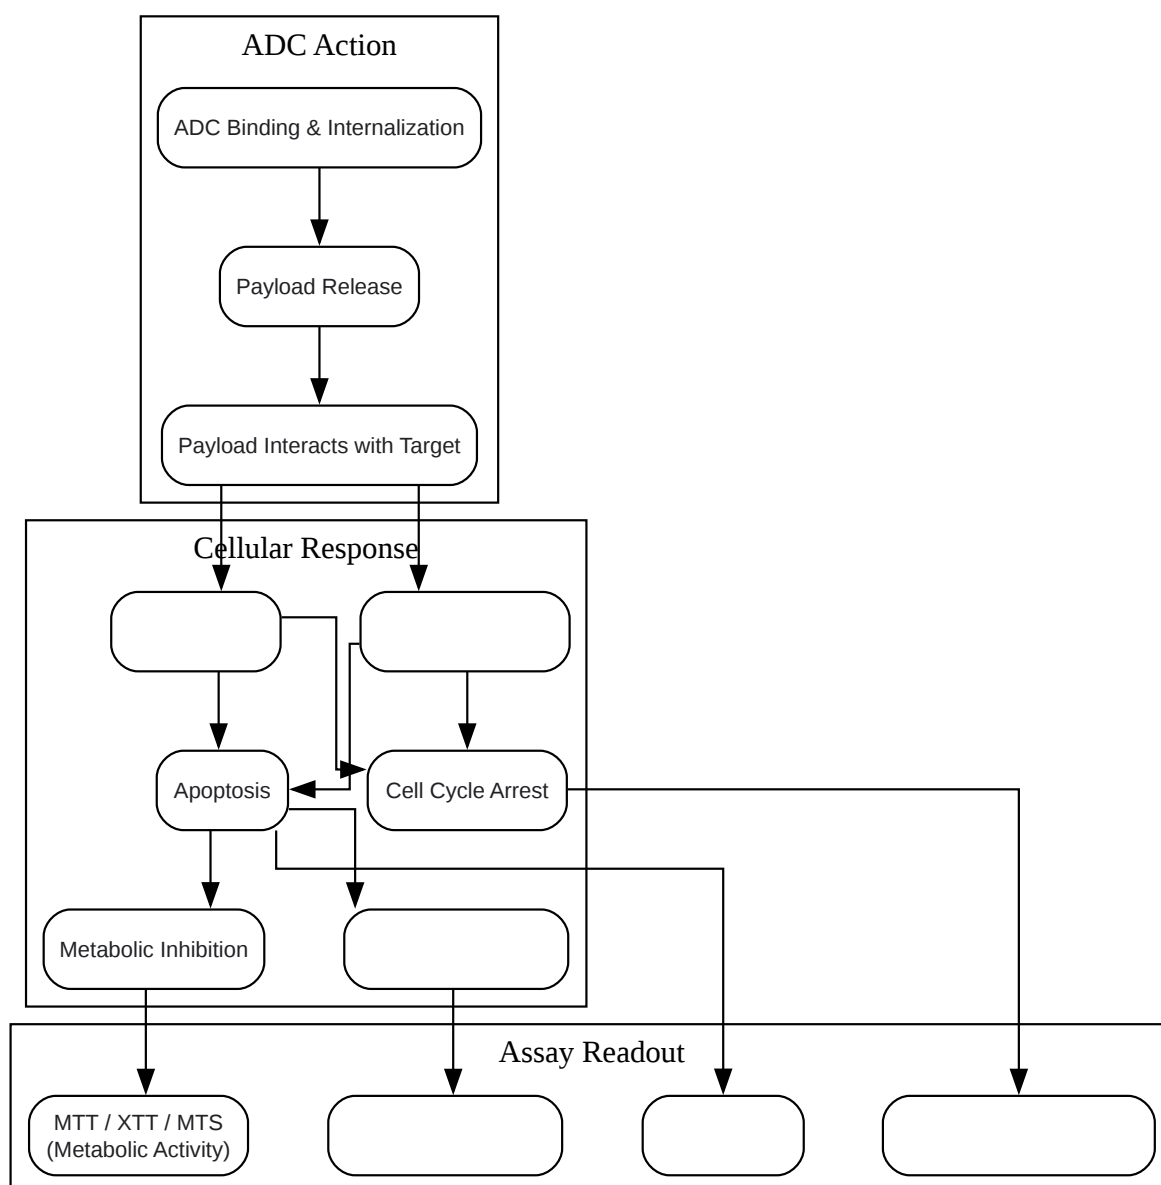 ADC Action
ADC Binding & Internalization
Payload Release
Payload Interacts with Target
Cellular Response
Apoptosis
Cell Cycle Arrest
Metabolic Inhibition
Assay Readout
MTT / XTT / MTS
(Metabolic Activity)